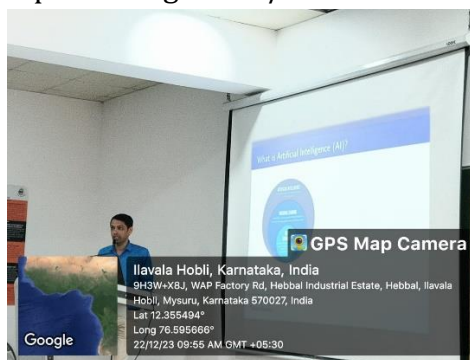 What is Artificial Intelligence (AI)?
GPS Map Camera
Ilavala Hobli, Karnataka, India
9H3W+X8J, WAP Factory Rd, Hebbal Industrial Estate, Hebbal, Ilavala
Hobli, Mysuru, Karnataka 570027, India
Lat 12.355494°
Long 76.595666°
22/12/23 09:55 AM GMT +05:30
Google